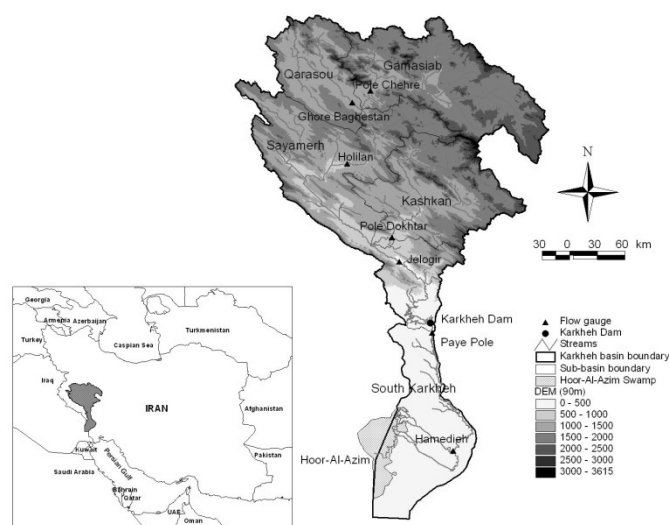 Gamasiab
Qarasou
Pole Chehre
Ghore Baghestan
Sayamerh
Holilan
Kashkan
Pole Dokhtar
Jelogir
Karkheh Dam
Paye Pole
South Karkheh
Hamedieh
Hoor-Al-Azim
N
30 0 30 60 km
Flow gauge
Karkheh Dam
Streams
Karkheh basin boundary
Sub-basin boundary
Hoor-Al-Azim Swamp
DEM (90m)
0 - 500
500 - 1000
1000 - 1500
1500 - 2000
2000 - 2500
2500 - 3000
3000 - 3615
Georgia
Armenia
Azerbaijan
Caspian Sea
Turkmenistan
Turkey
Iraq
IRAN
Afghanistan
Kuwait
Pakistan
Saudi Arabia
Persian Gulf
Bahrain
Qatar
UAE
Oman